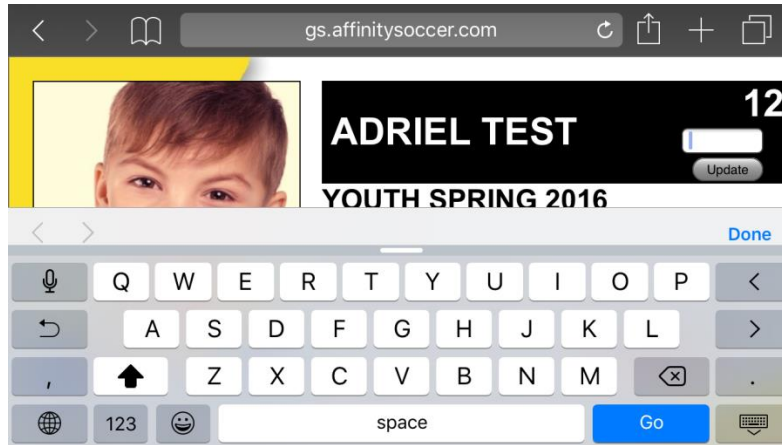 gs.affinitysoccer.com
12
ADRIEL TEST
Update
YOUTH SPRING 2016
Done
Q W E R T Y U I O P
A S D F G H J K L
, Z X C V B N M .
123 space Go